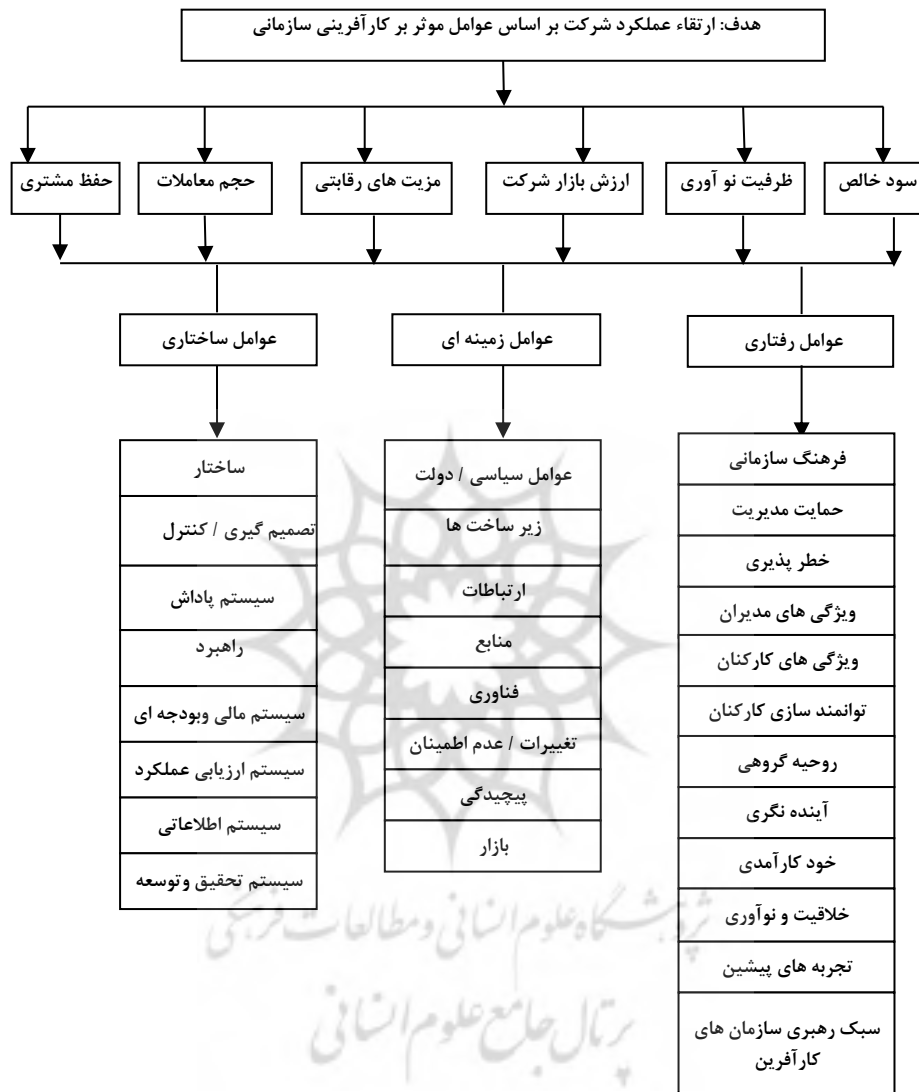 هدف: ارتقاء عملکرد شرکت بر اساس عوامل موثر بر کارآفرینی سازمانی
سود خالص
ظرفیت نو آوری
ارزش بازار شرکت
مزیت های رقابتی
حجم معاملات
حفظ مشتری
عوامل رفتاری
عوامل زمینه ای
عوامل ساختاری
فرهنگ سازمانی
حمایت مدیریت
خطر پذیری
ویژگی های مدیران
ویژگی های کارکنان
توانمند سازی کارکنان
روحیه گروهی
آینده نگری
خود کارآمدی
خلاقیت و نوآوری
تجربه های پیشین
سبک رهبری سازمان های
کارآفرین
عوامل سیاسی / دولت
زیر ساخت ها
ارتباطات
منابع
فناوری
تغییرات / عدم اطمینان
پیچیدگی
بازار
ساختار
تصمیم گیری / کنترل
سیستم پاداش
راهبرد
سیستم مالی وبودجه ای
سیستم ارزیابی عملکرد
سیستم اطلاعاتی
سیستم تحقیق وتوسعه
پژوهشگاه علوم انسانی و مطالعات فرهنگی
پرتال جامع علوم انسانی